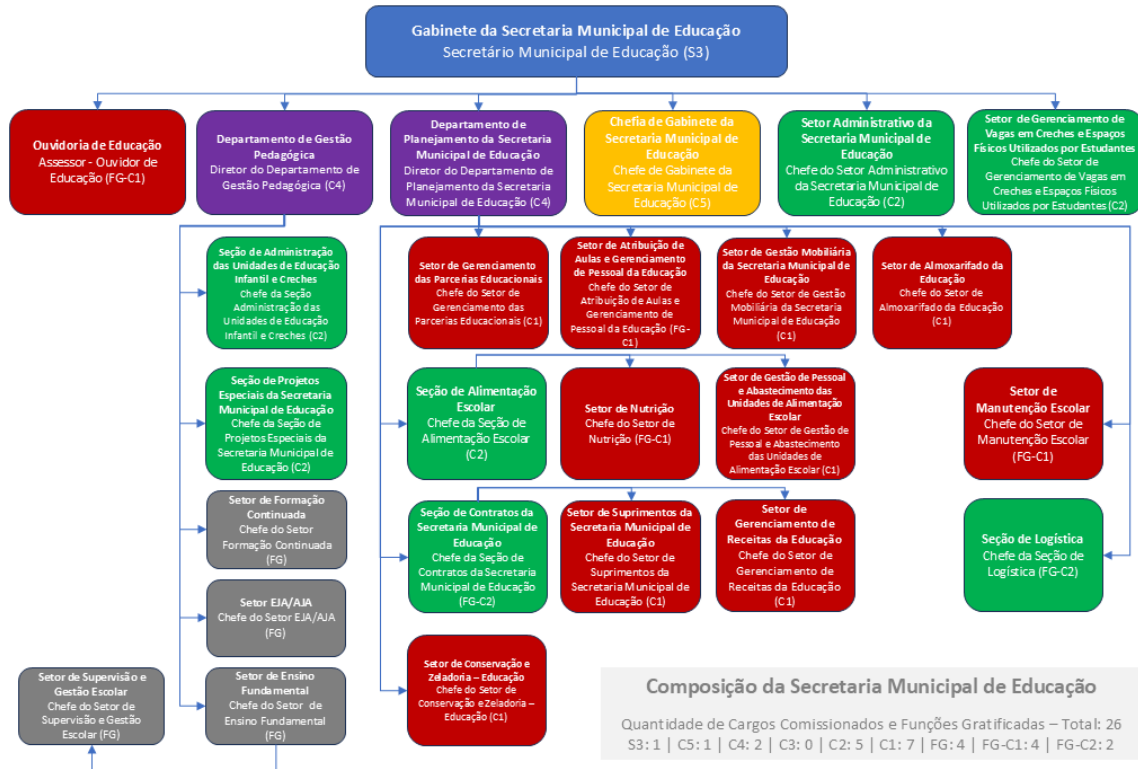 Gabinete da Secretaria Municipal de Educação
Secretário Municipal de Educação (S3)
Ouvidoria de Educação
Assessor - Ouvidor de
Educação (FG-C1)
Departamento de Gestão
Pedagógica
Diretor do Departamento de
Gestão Pedagógica (C4)
Departamento de
Planejamento da Secretaria
Municipal de Educação
Diretor do Departamento de
Planejamento da Secretaria
Municipal de Educação (C4)
Chefia de Gabinete da
Secretaria Municipal de
Educação
Chefe de Gabinete da
Secretaria Municipal de
Educação (C5)
Setor Administrativo da
Secretaria Municipal de
Educação
Chefe do Setor Administrativo
da Secretaria Municipal de
Educação (C2)
Setor de Gerenciamento de
Vagas em Creches e Espaços
Físicos Utilizados por Estudantes
Chefe do Setor de
Gerenciamento de Vagas em
Creches e Espaços Físicos
Utilizados por Estudantes (C2)
Seção de Administração
das Unidades de Educação
Infantil e Creches
Chefe da Seção
Administração das
Unidades de Educação
Infantil e Creches (C2)
Setor de Gerenciamento
das Parcerias Educacionais
Chefe do Setor de
Gerenciamento das
Parcerias Educacionais (C1)
Setor de Atribuição de
Aulas e Gerenciamento
de Pessoal da Educação
Chefe do Setor de
Atribuição de Aulas e
Gerenciamento de
Pessoal da Educação (FG-
C1)
Setor de Gestão Mobiliária
da Secretaria Municipal de
Educação
Chefe do Setor de Gestão
Mobiliária da Secretaria
Municipal de Educação
(C1)
Setor de Almoxarifado da
Educação
Chefe do Setor de
Almoxarifado da Educação
(C1)
Seção de Projetos
Especiais da Secretaria
Municipal de Educação
Chefe da Seção de
Projetos Especiais da
Secretaria Municipal de
Educação (C2)
Seção de Alimentação
Escolar
Chefe da Seção de
Alimentação Escolar
(C2)
Setor de Nutrição
Chefe do Setor de
Nutrição (FG-C1)
Setor de Gestão de Pessoal
e Abastecimento das
Unidades de Alimentação
Escolar
Chefe do Setor de Gestão de
Pessoal e Abastecimento
das Unidades de
Alimentação Escolar (C1)
Setor de
Manutenção Escolar
Chefe do Setor de
Manutenção Escolar
(FG-C1)
Setor de Formação
Continuada
Chefe do Setor
Formação Continuada
(FG)
Seção de Contratos da
Secretaria Municipal de
Educação
Chefe da Seção de
Contratos da Secretaria
Municipal de Educação
(FG-C2)
Setor de Suprimentos da
Secretaria Municipal de
Educação
Chefe do Setor de
Suprimentos da
Secretaria Municipal de
Educação (C1)
Setor de
Gerenciamento de
Receitas da Educação
Chefe do Setor de
Gerenciamento de
Receitas da Educação
(C1)
Seção de Logística
Chefe da Seção de
Logística (FG-C2)
Setor EJA/AJA
Chefe do Setor EJA/AJA
(FG)
Setor de Supervisão e
Gestão Escolar
Chefe do Setor de
Supervisão e Gestão
Escolar (FG)
Setor de Ensino
Fundamental
Chefe do Setor de
Ensino Fundamental
(FG)
Setor de Conservação e
Zeladoria – Educação
Chefe do Setor de
Conservação e Zeladoria –
Educação (C1)
Composição da Secretaria Municipal de Educação
Quantidade de Cargos Comissionados e Funções Gratificadas – Total: 26
S3: 1 | C5: 1 | C4: 2 | C3: 0 | C2: 5 | C1: 7 | FG: 4 | FG-C1: 4 | FG-C2: 2